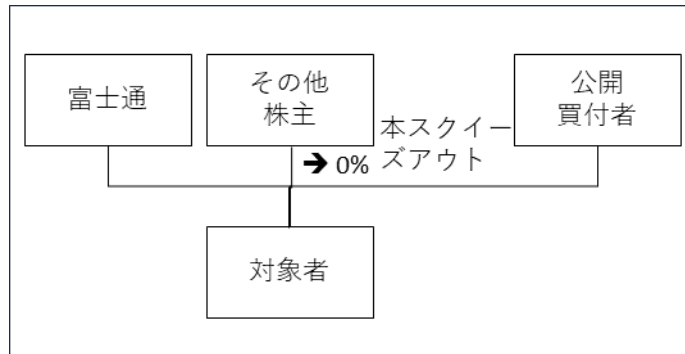 富士通
その他
株主
公開
買付者
本スクイー
ズアウト
➔ 0%
対象者